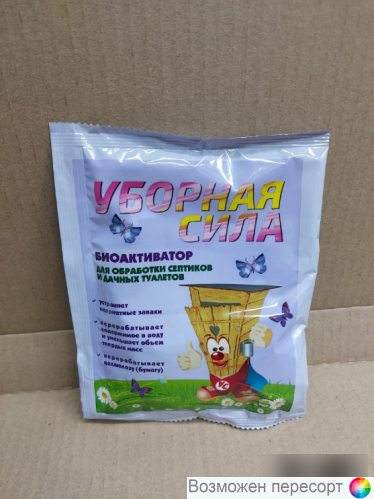 УБОРНАЯ
СИЛА
БИОАКТИВАТОР
ДЛЯ ОБРАБОТКИ СЕПТИКОВ
И ДАЧНЫХ ТУАЛЕТОВ
устраняет
неприятные запахи
перерабатывает
содержимое в воду
и уменьшает объем
твердых масс
перерабатывает
целлюлозу (бумагу)
К
Возможен пересорт